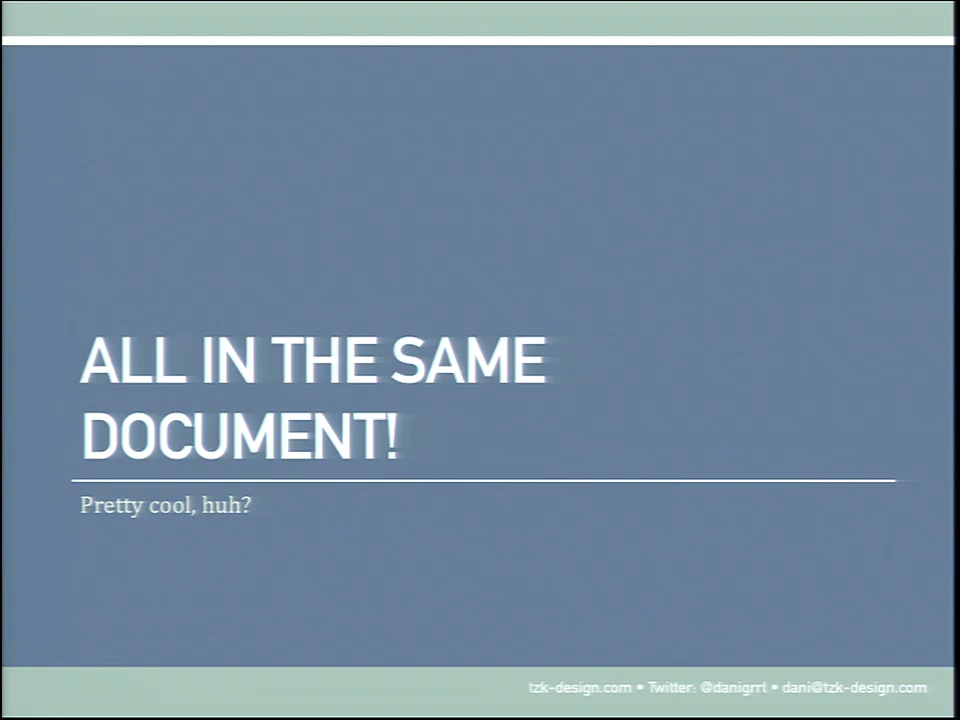 ALL IN THE SAME
DOCUMENT!
Pretty cool, huh?
tzk-design.com • Twitter: @danigrrl • dani@tzk-design.com